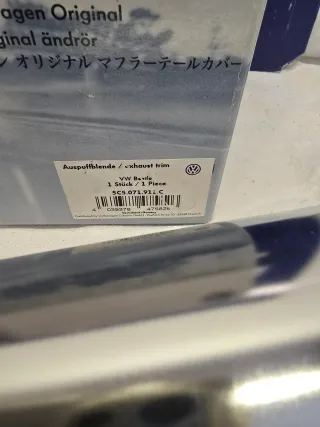 agen Original
ginal ändrör
ン オリジナル マフラーテールカバー
Auspuffblende / exhaust trim
VW Beetle
1 Stück / 1 Piece
5C5.071.911.C